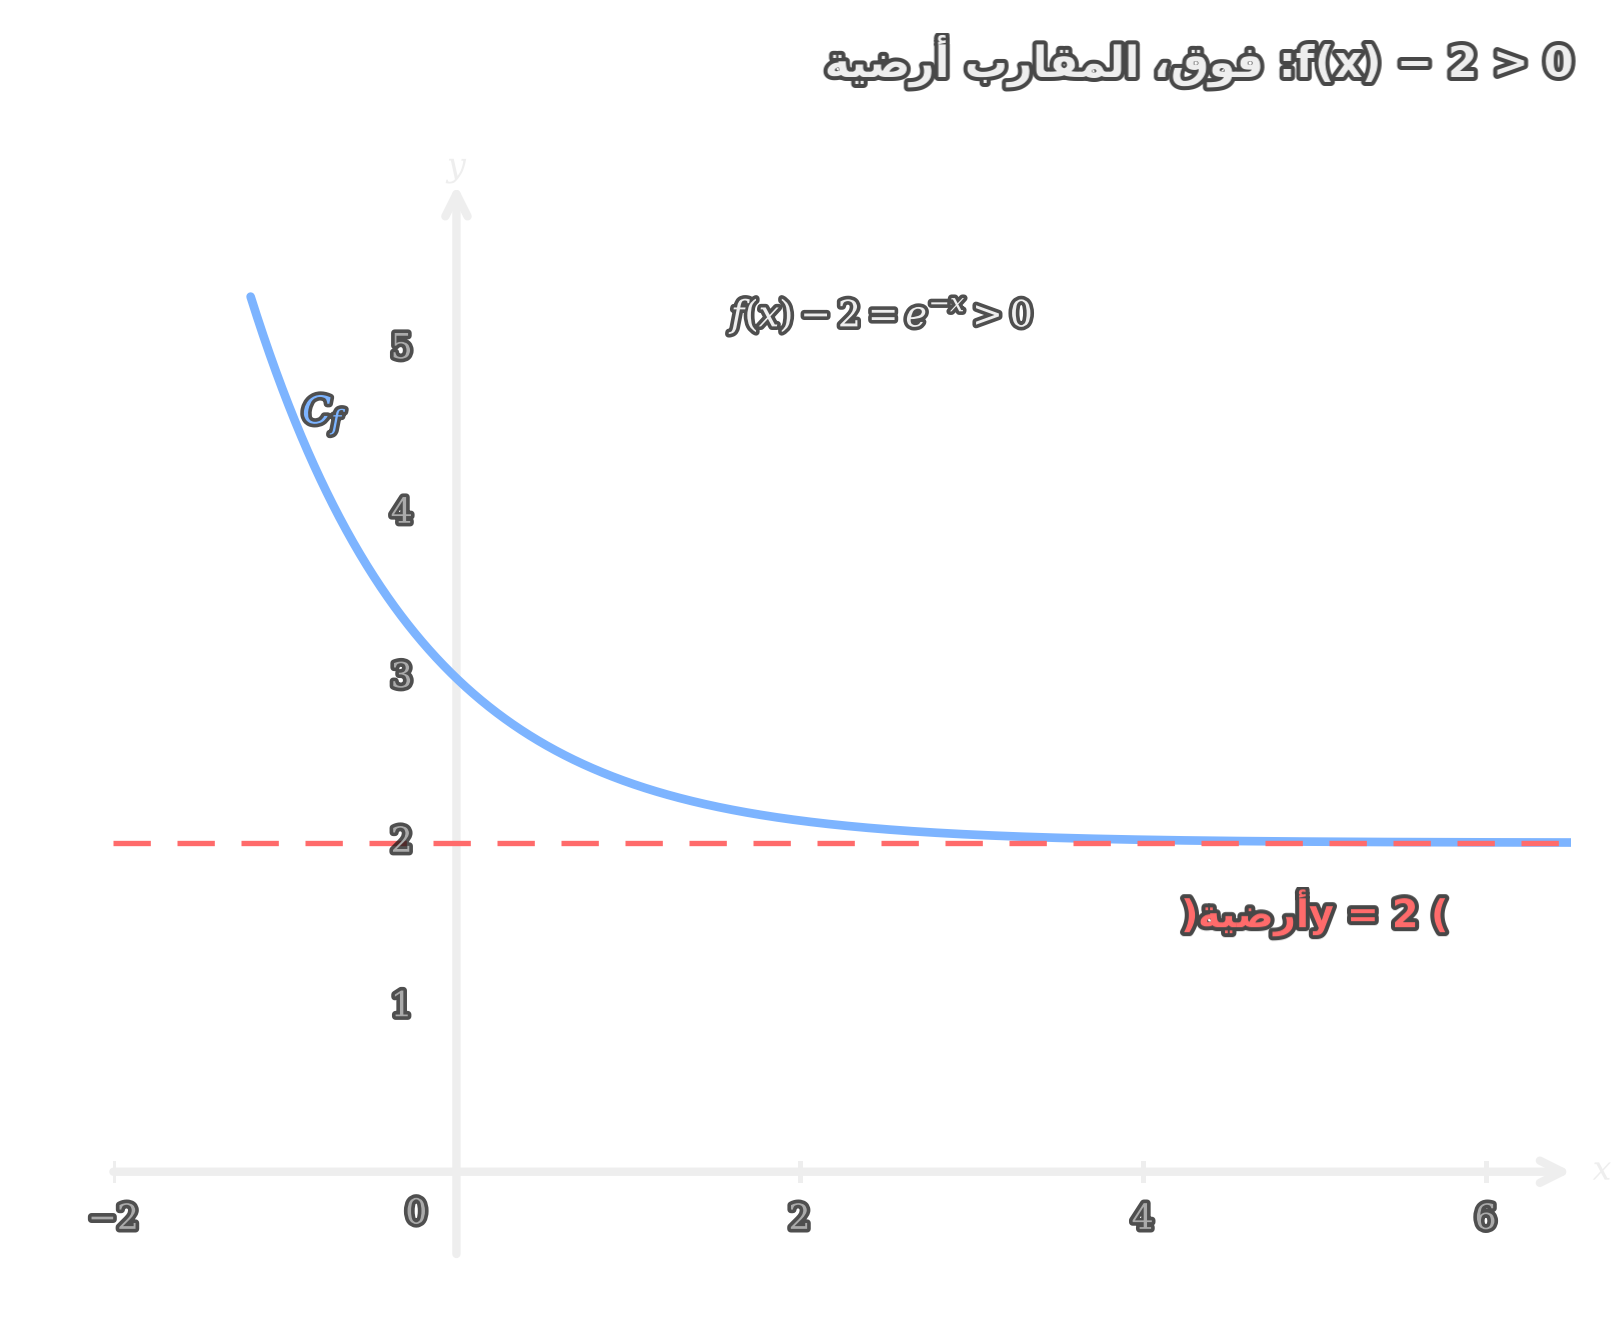 f(x) − 2 > 0: فوق، المقارب أرضية
y
f(x) − 2 = e^{−x} > 0
5
C_f
4
3
2
y = 2 (أرضية)
1
x
−2 0 2 4 6